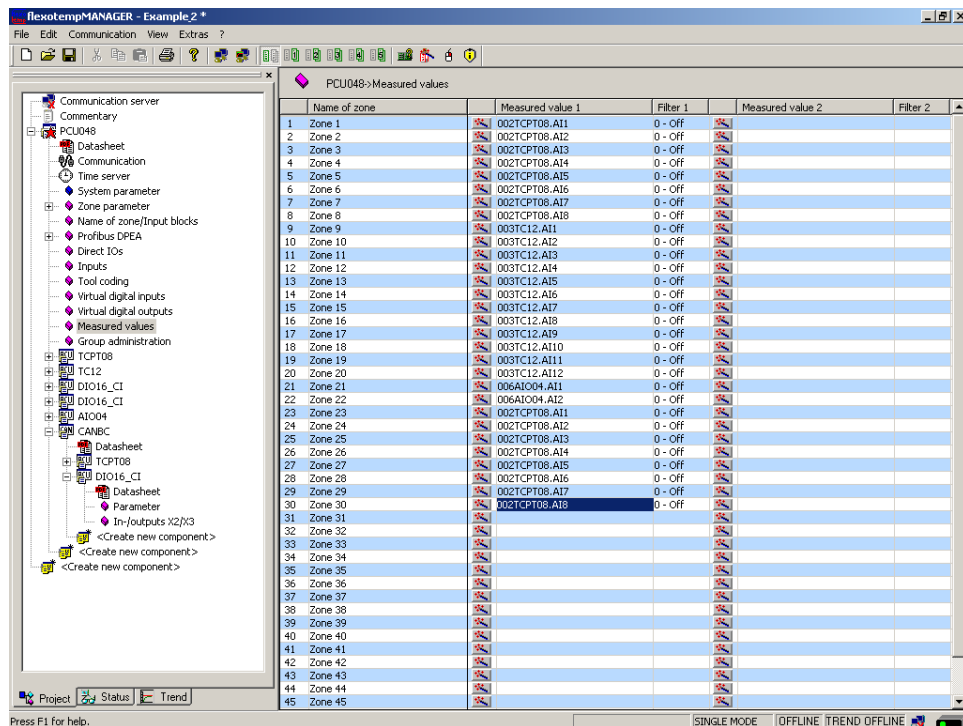 flexotempMANAGER - Example_2 *
File Edit Communication View Extras ?
PCU048->Measured values
Communication server
Commentary
PCU048
Datasheet
Communication
Time server
System parameter
Zone parameter
Name of zone/Input blocks
Profibus DPEA
Direct IOs
Inputs
Tool coding
Virtual digital inputs
Virtual digital outputs
Measured values
Group administration
TCPT08
TC12
DIO16_CI
DIO16_CI
AIO04
CANBC
Datasheet
TCPT08
DIO16_CI
Datasheet
Parameter
In-/outputs X2/X3
<Create new component>
<Create new component>
<Create new component>
Project Status Trend
Name of zone Measured value 1 Filter 1 Measured value 2 Filter 2
1 Zone 1 002TCPT08.AI1 0 - Off
2 Zone 2 002TCPT08.AI2 0 - Off
3 Zone 3 002TCPT08.AI3 0 - Off
4 Zone 4 002TCPT08.AI4 0 - Off
5 Zone 5 002TCPT08.AI5 0 - Off
6 Zone 6 002TCPT08.AI6 0 - Off
7 Zone 7 002TCPT08.AI7 0 - Off
8 Zone 8 002TCPT08.AI8 0 - Off
9 Zone 9 003TC12.AI1 0 - Off
10 Zone 10 003TC12.AI2 0 - Off
11 Zone 11 003TC12.AI3 0 - Off
12 Zone 12 003TC12.AI4 0 - Off
13 Zone 13 003TC12.AI5 0 - Off
14 Zone 14 003TC12.AI6 0 - Off
15 Zone 15 003TC12.AI7 0 - Off
16 Zone 16 003TC12.AI8 0 - Off
17 Zone 17 003TC12.AI9 0 - Off
18 Zone 18 003TC12.AI10 0 - Off
19 Zone 19 003TC12.AI11 0 - Off
20 Zone 20 003TC12.AI12 0 - Off
21 Zone 21 006AIO04.AI1 0 - Off
22 Zone 22 006AIO04.AI2 0 - Off
23 Zone 23 002TCPT08.AI1 0 - Off
24 Zone 24 002TCPT08.AI2 0 - Off
25 Zone 25 002TCPT08.AI3 0 - Off
26 Zone 26 002TCPT08.AI4 0 - Off
27 Zone 27 002TCPT08.AI5 0 - Off
28 Zone 28 002TCPT08.AI6 0 - Off
29 Zone 29 002TCPT08.AI7 0 - Off
30 Zone 30 002TCPT08.AI8 0 - Off
31 Zone 31
32 Zone 32
33 Zone 33
34 Zone 34
35 Zone 35
36 Zone 36
37 Zone 37
38 Zone 38
39 Zone 39
40 Zone 40
41 Zone 41
42 Zone 42
43 Zone 43
44 Zone 44
45 Zone 45
Press F1 for help.
SINGLE MODE OFFLINE TREND OFFLINE